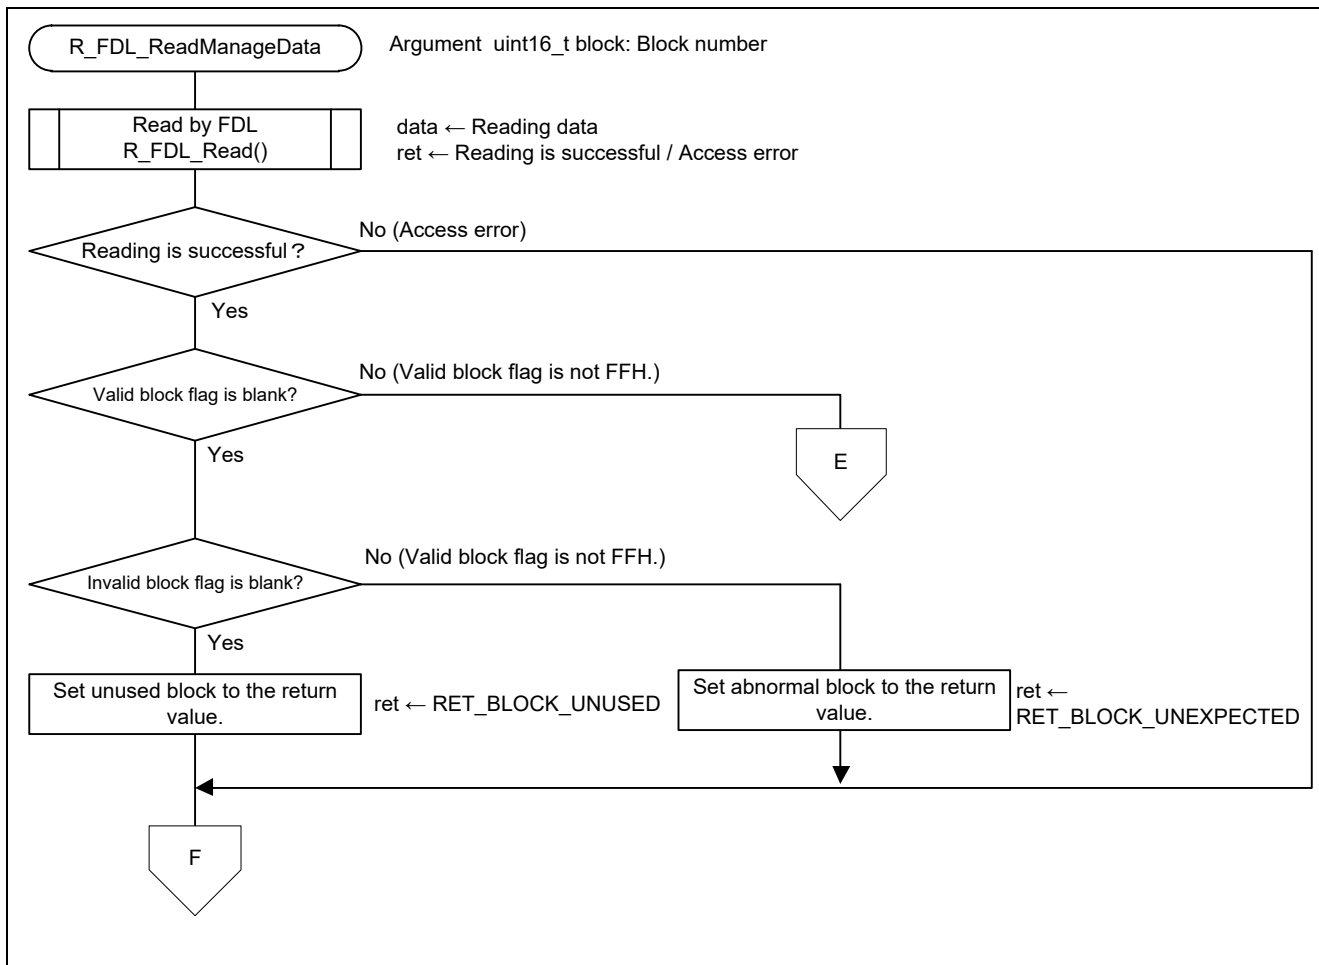 R_FDL_ReadManageData
Argument uint16_t block: Block number
Read by FDL
R_FDL_Read()
data ← Reading data
ret ← Reading is successful / Access error
Reading is successful？
No (Access error)
Yes
Valid block flag is blank?
No (Valid block flag is not FFH.)
Yes
E
Invalid block flag is blank?
No (Valid block flag is not FFH.)
Yes
Set unused block to the return
value.
ret ← RET_BLOCK_UNUSED
Set abnormal block to the return
value.
ret ←
RET_BLOCK_UNEXPECTED
F